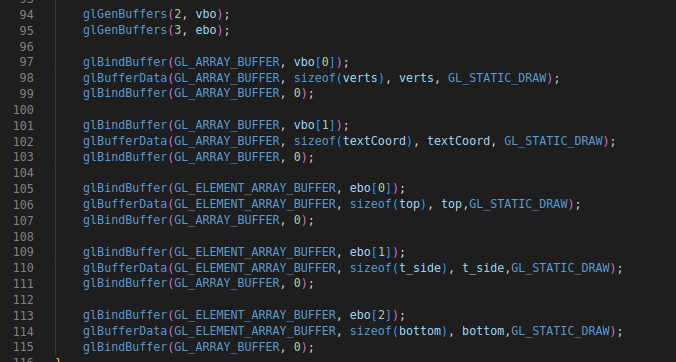 94 glGenBuffers(2, vbo);
95 glGenBuffers(3, ebo);
96
97 glBindBuffer(GL_ARRAY_BUFFER, vbo[0]);
98 glBufferData(GL_ARRAY_BUFFER, sizeof(verts), verts, GL_STATIC_DRAW);
99 glBindBuffer(GL_ARRAY_BUFFER, 0);
100
101 glBindBuffer(GL_ARRAY_BUFFER, vbo[1]);
102 glBufferData(GL_ARRAY_BUFFER, sizeof(textCoord), textCoord, GL_STATIC_DRAW);
103 glBindBuffer(GL_ARRAY_BUFFER, 0);
104
105 glBindBuffer(GL_ELEMENT_ARRAY_BUFFER, ebo[0]);
106 glBufferData(GL_ELEMENT_ARRAY_BUFFER, sizeof(top), top,GL_STATIC_DRAW);
107 glBindBuffer(GL_ARRAY_BUFFER, 0);
108
109 glBindBuffer(GL_ELEMENT_ARRAY_BUFFER, ebo[1]);
110 glBufferData(GL_ELEMENT_ARRAY_BUFFER, sizeof(t_side), t_side,GL_STATIC_DRAW);
111 glBindBuffer(GL_ARRAY_BUFFER, 0);
112
113 glBindBuffer(GL_ELEMENT_ARRAY_BUFFER, ebo[2]);
114 glBufferData(GL_ELEMENT_ARRAY_BUFFER, sizeof(bottom), bottom,GL_STATIC_DRAW);
115 glBindBuffer(GL_ARRAY_BUFFER, 0);